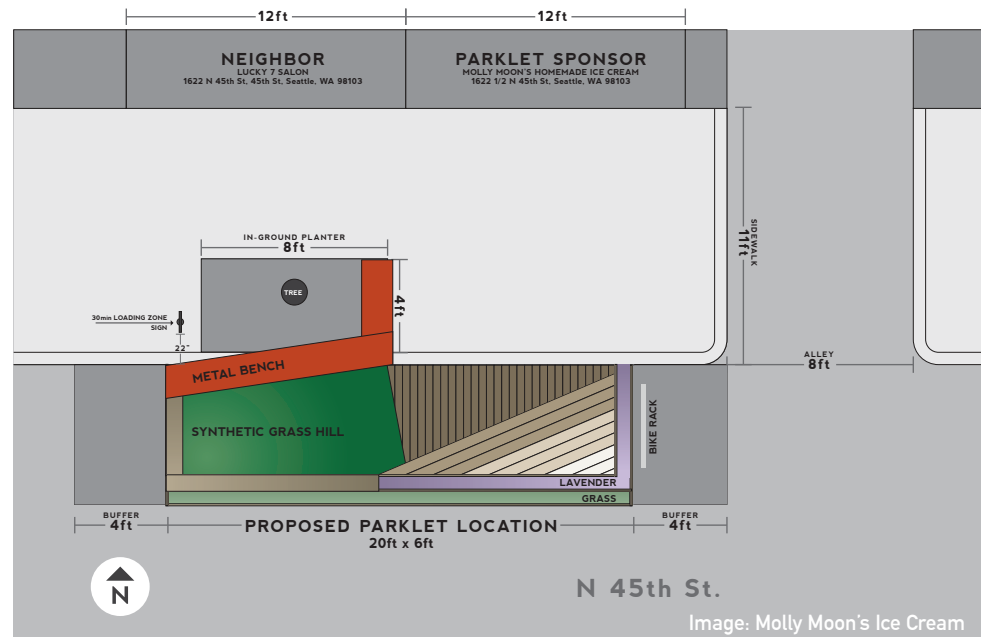 12ft
12ft
NEIGHBOR
LUCKY 7 SALON
1622 N 45th St, 45th St, Seattle, WA 98103
PARKLET SPONSOR
MOLLY MOON'S HOMEMADE ICE CREAM
1622 1/2 N 45th St, Seattle, WA 98103
SIDEWALK
11ft
IN-GROUND PLANTER
8ft
TREE
4ft
30min LOADING ZONE
SIGN
22"
ALLEY
8ft
METAL BENCH
SYNTHETIC GRASS HILL
BIKE RACK
LAVENDER
GRASS
BUFFER
4ft
PROPOSED PARKLET LOCATION
20ft x 6ft
BUFFER
4ft
N
N 45th St.
Image: Molly Moon's Ice Cream